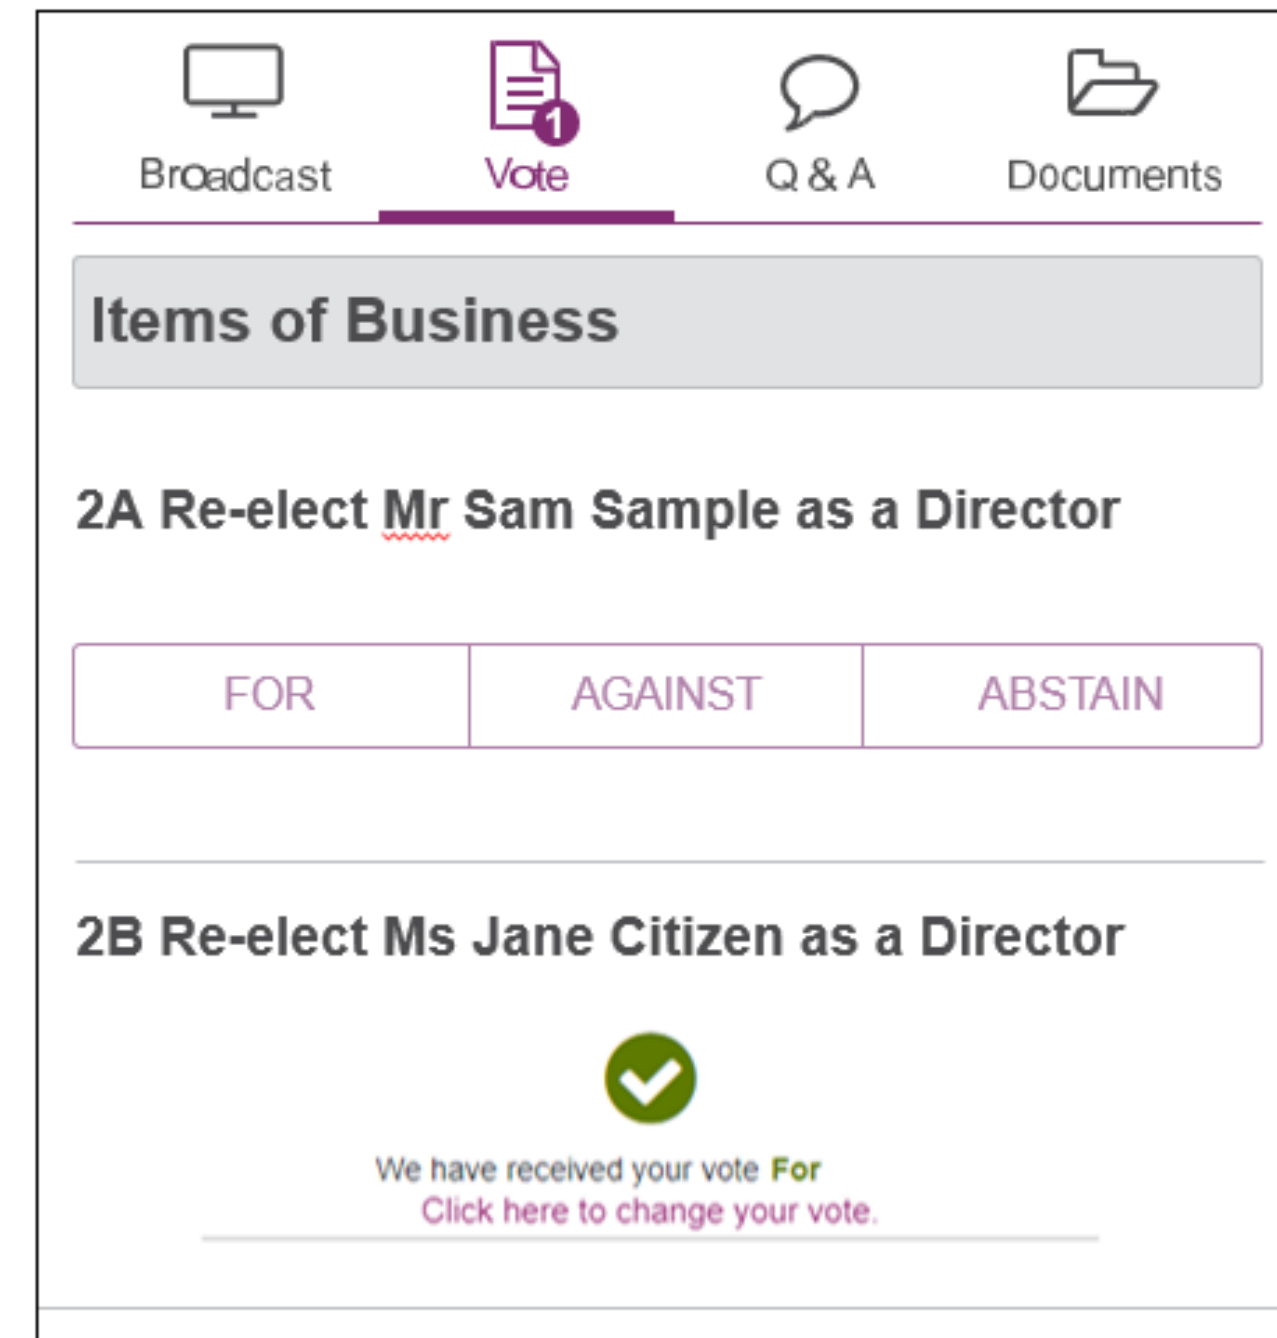 1
Broadcast Vote Q & A Documents
Items of Business
2A Re-elect Mr Sam Sample as a Director
FOR AGAINST ABSTAIN
2B Re-elect Ms Jane Citizen as a Director
We have received your vote For
Click here to change your vote.